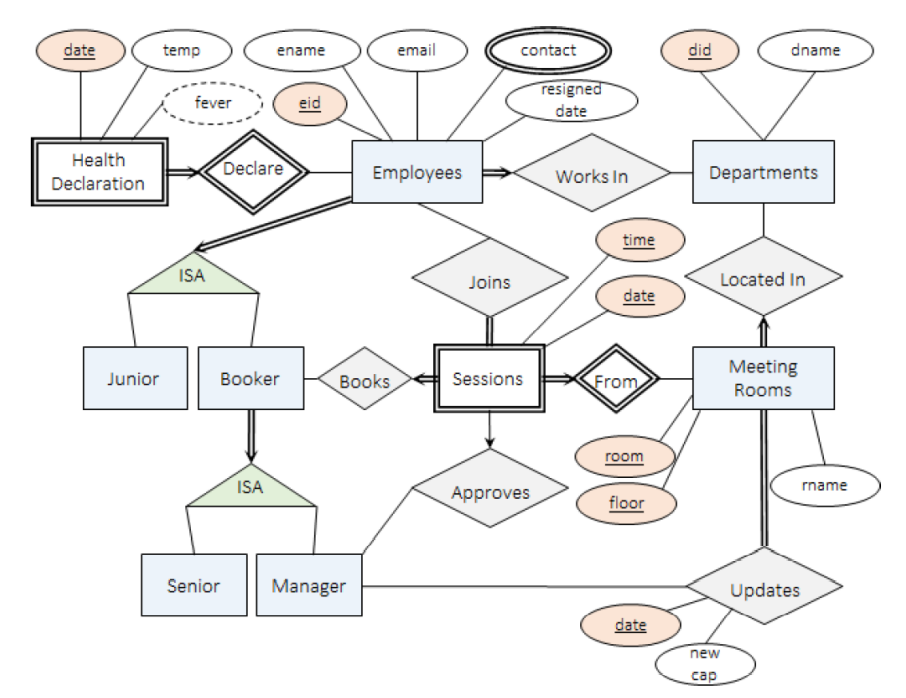 date
temp
ename
email
contact
did
dname
fever
eid
resigned
date
Health
Declaration
Declare
Employees
Works In
Departments
ISA
Joins
time
date
Located In
Junior
Booker
Books
Sessions
From
Meeting
Rooms
room
floor
rname
ISA
Approves
Senior
Manager
Updates
date
new
cap